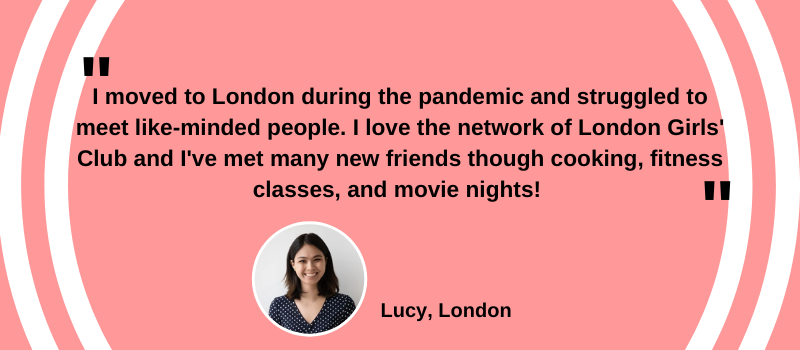 "
I moved to London during the pandemic and struggled to
meet like-minded people. I love the network of London Girls'
Club and I've met many new friends though cooking, fitness
classes, and movie nights!
"
Lucy, London